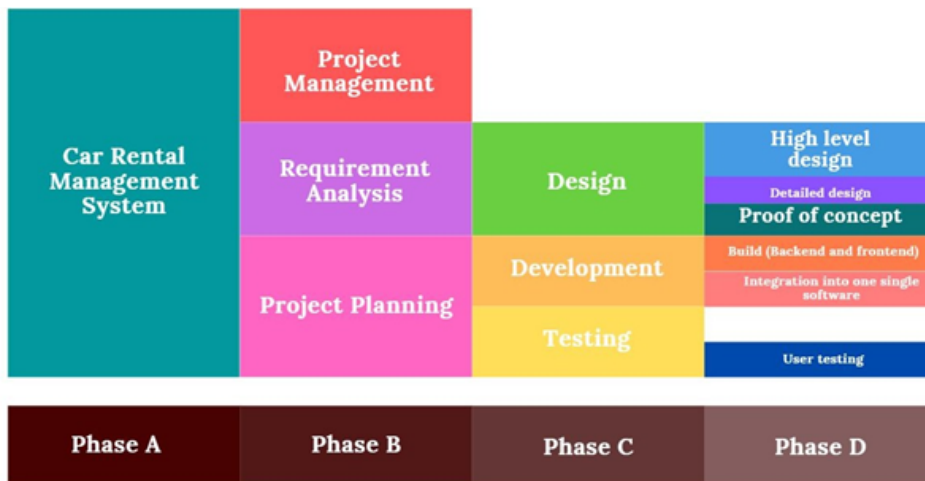 Car Rental
Management
System
Project
Management
Requirement
Analysis
Project Planning
Design
Development
Testing
High level
design
Detailed design
Proof of concept
Build (Backend and frontend)
Integration into one single
software
User testing
Phase A
Phase B
Phase C
Phase D